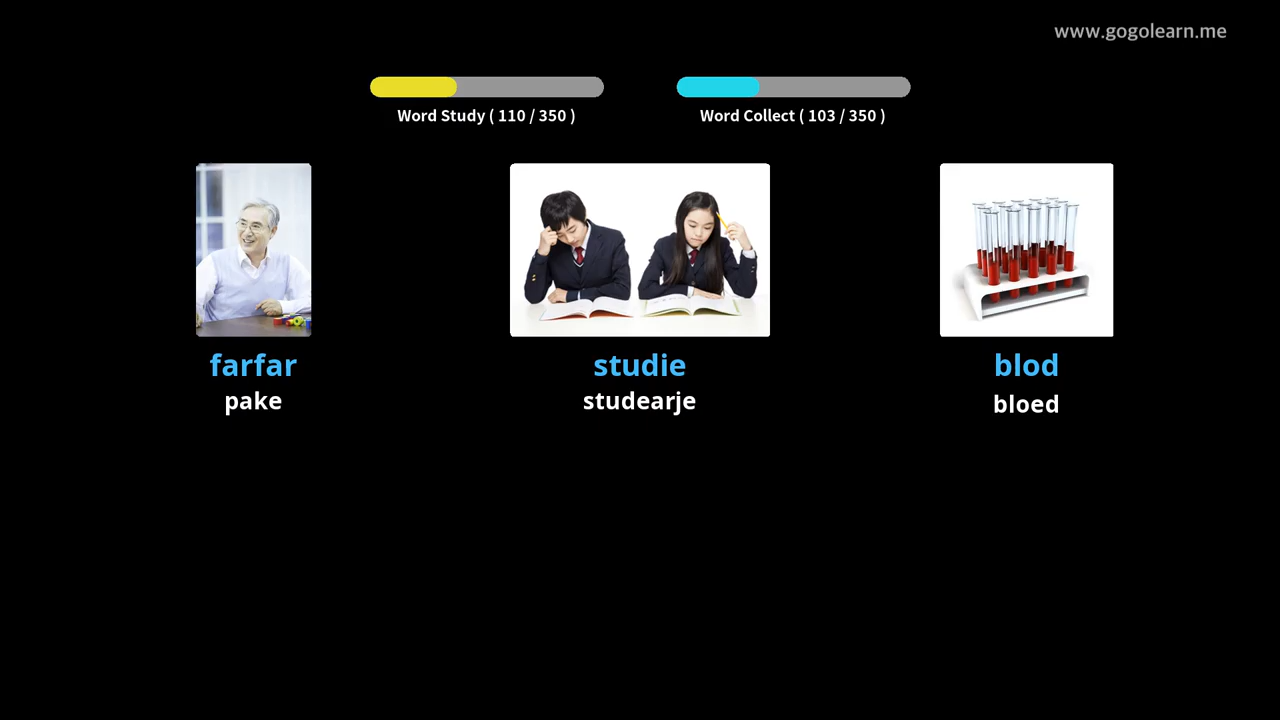 www.gogolearn.me
Word Study ( 110 / 350 )
Word Collect ( 103 / 350 )
farfar
pake
studie
studearje
blod
bloed